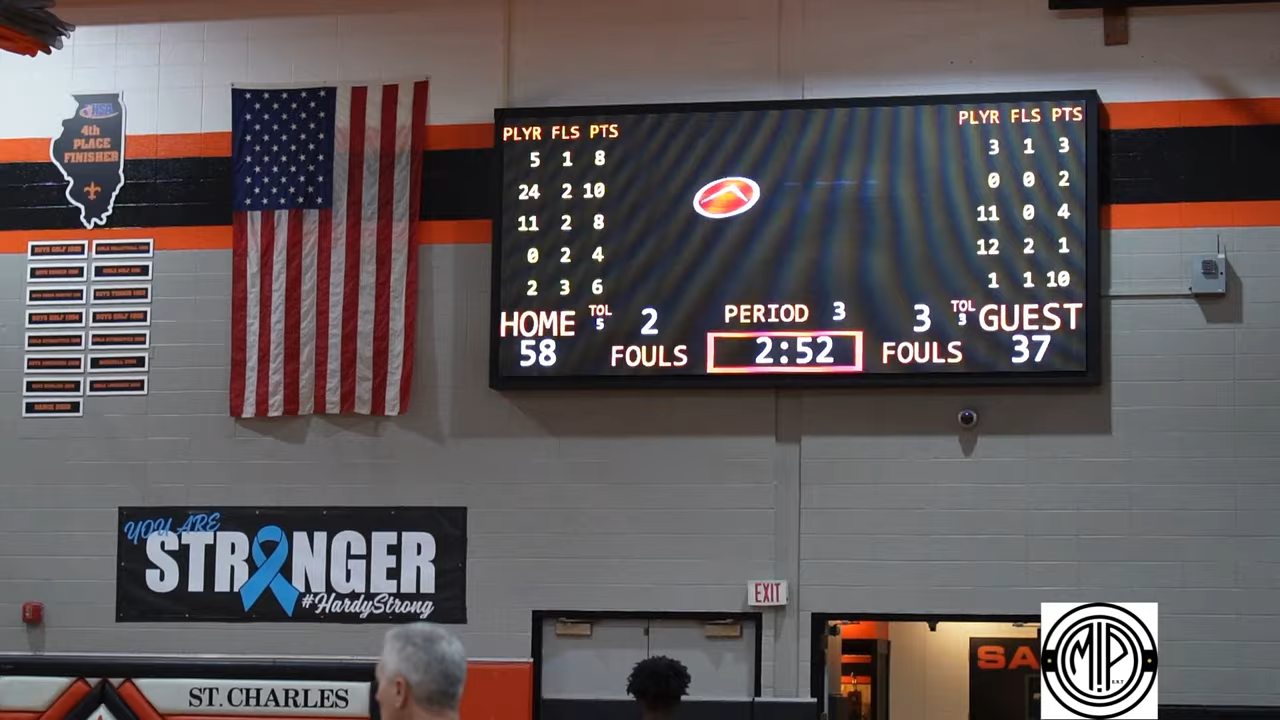 IHSA
4th
PLACE
FINISHER
PLYR FLS PTS
5 1 8
24 2 10
11 2 8
0 2 4
2 3 6
HOME TOL 5
58
2
FOULS
PERIOD 3
2:52
3
FOULS
PLYR FLS PTS
3 1 3
0 0 2
11 0 4
12 2 1
1 1 10
TOL 3 GUEST
37
YOU ARE
STRONGER
#HardyStrong
EXIT
ST. CHARLES
SA
MIP